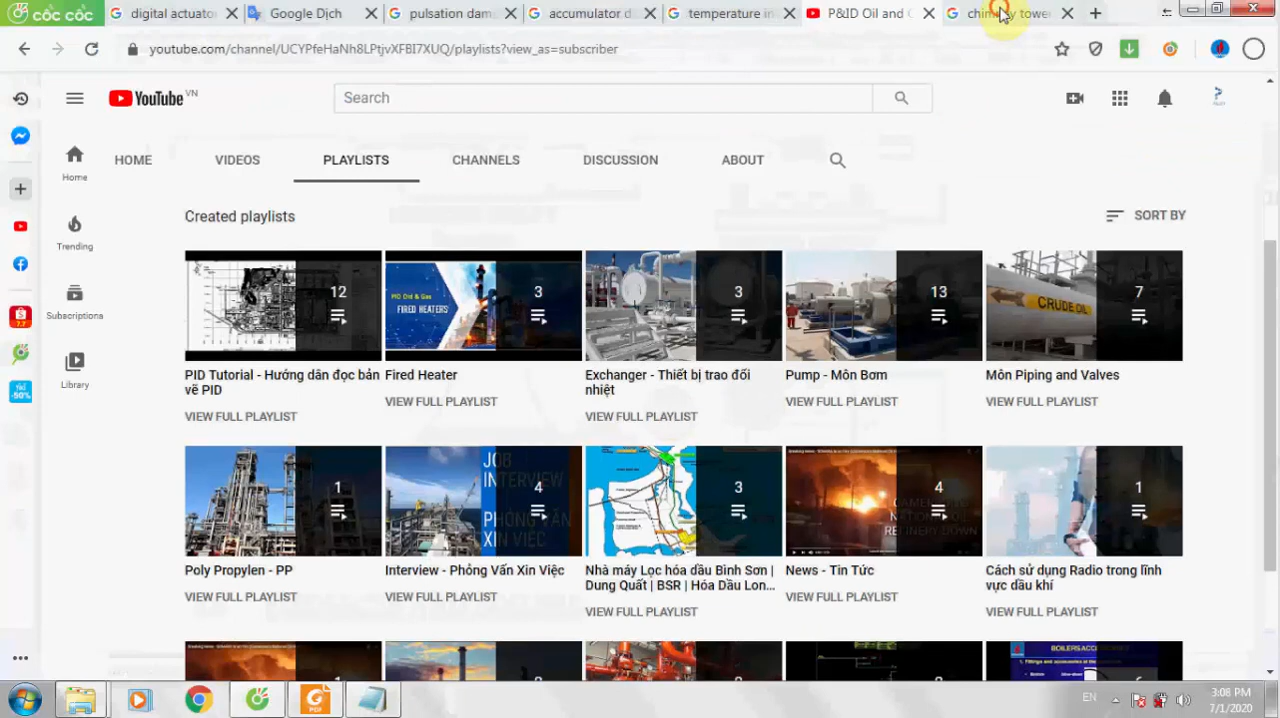 cốc cốc
digital actuato
Google Dịch
pulsation dam
accumulator d
temperature in
P&ID Oil and G
chimney towe
youtube.com/channel/UCYPfeHaNh8LPtjvXFBI7XUQ/playlists?view_as=subscriber
YouTube VN
Search
Home
Trending
Subscriptions
Library
HOME
VIDEOS
PLAYLISTS
CHANNELS
DISCUSSION
ABOUT
Created playlists
SORT BY
12
PID Oid & Gas
FIRED HEATERS
3
3
13
CRUDE OIL
7
PID Tutorial - Hướng dẫn đọc bản vẽ PID
VIEW FULL PLAYLIST
Fired Heater
VIEW FULL PLAYLIST
Exchanger - Thiết bị trao đổi nhiệt
VIEW FULL PLAYLIST
Pump - Môn Bơm
VIEW FULL PLAYLIST
Môn Piping and Valves
VIEW FULL PLAYLIST
1
JOB
INTERVIEW
PHỎNG VẤN
XIN VIỆC
4
3
4
1
Poly Propylen - PP
VIEW FULL PLAYLIST
Interview - Phỏng Vấn Xin Việc
VIEW FULL PLAYLIST
Nhà máy Lọc hóa dầu Bình Sơn | Dung Quất | BSR | Hóa Dầu Lon...
VIEW FULL PLAYLIST
News - Tin Tức
VIEW FULL PLAYLIST
Cách sử dụng Radio trong lĩnh vực dầu khí
VIEW FULL PLAYLIST
7.7
-50%
EN
3:08 PM
7/1/2020